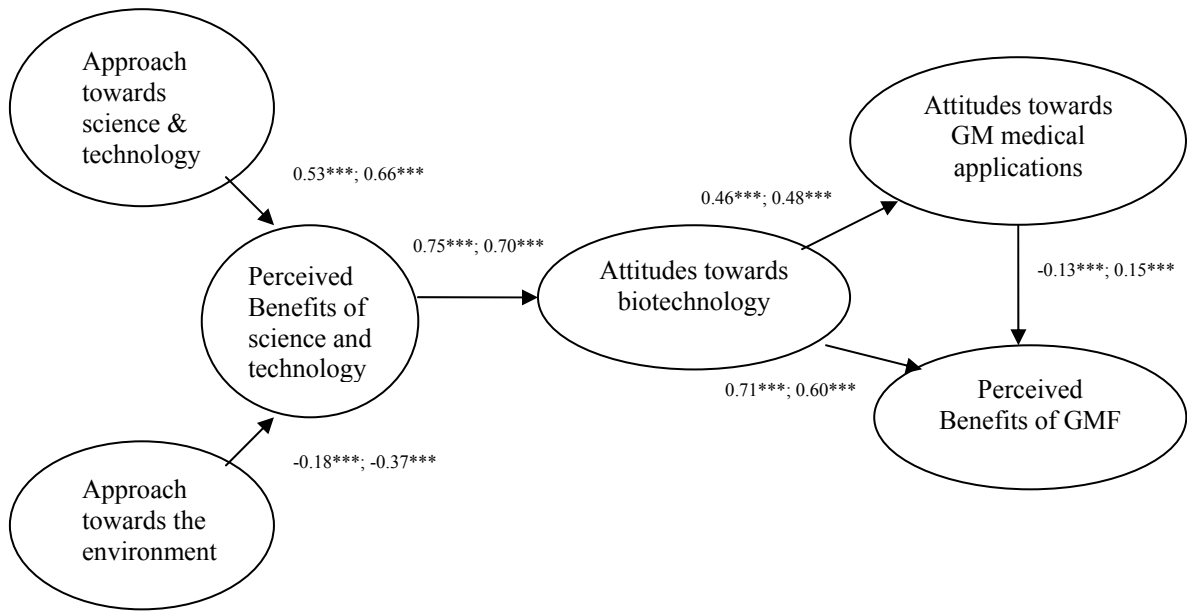 Approach
towards
science &
technology
0.53***; 0.66***
Perceived
Benefits of
science and
technology
-0.18***; -0.37***
Approach
towards the
environment
0.75***; 0.70***
Attitudes towards
biotechnology
0.46***; 0.48***
0.71***; 0.60***
Attitudes towards
GM medical
applications
-0.13***; 0.15***
Perceived
Benefits of GMF